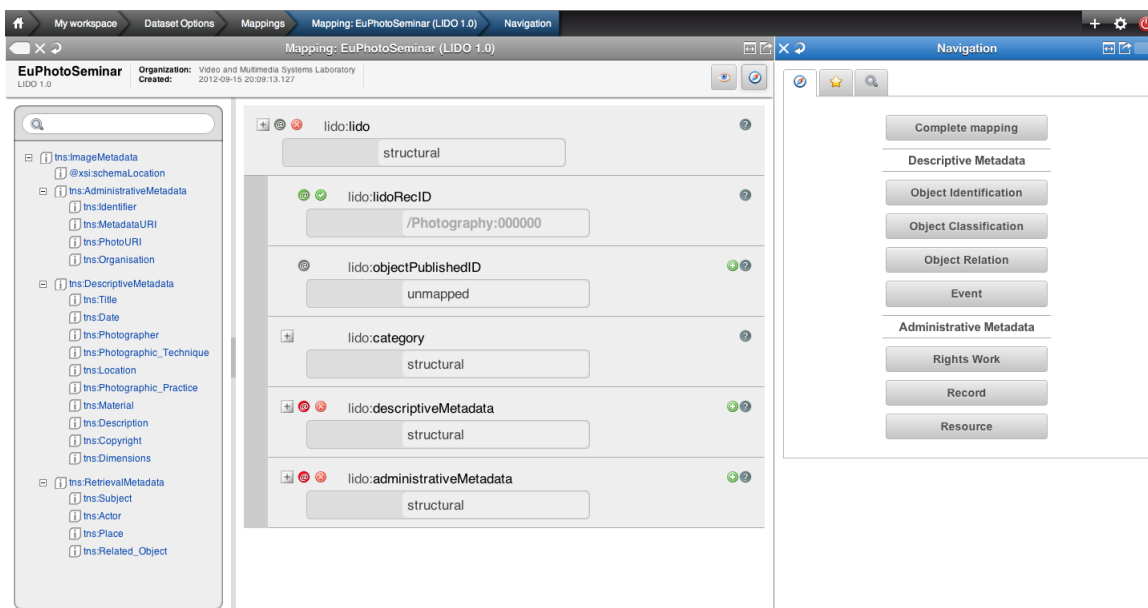 My workspace
Dataset Options
Mappings
Mapping: EuPhotoSeminar (LIDO 1.0)
Navigation
Mapping: EuPhotoSeminar (LIDO 1.0)
EuPhotoSeminar
LIDO 1.0
Organization: Video and Multimedia Systems Laboratory
Created: 2012-09-15 20:09:13.127
tns:ImageMetadata
@xsi:schemaLocation
tns:AdministrativeMetadata
tns:Identifier
tns:MetadataURI
tns:PhotoURI
tns:Organisation
tns:DescriptiveMetadata
tns:Title
tns:Date
tns:Photographer
tns:Photographic_Technique
tns:Location
tns:Photographic_Practice
tns:Material
tns:Description
tns:Copyright
tns:Dimensions
tns:RetrievalMetadata
tns:Subject
tns:Actor
tns:Place
tns:Related_Object
lido:lido
structural
lido:lidoRecID
/Photography:000000
lido:objectPublishedID
unmapped
lido:category
structural
lido:descriptiveMetadata
structural
lido:administrativeMetadata
structural
Navigation
Complete mapping
Descriptive Metadata
Object Identification
Object Classification
Object Relation
Event
Administrative Metadata
Rights Work
Record
Resource